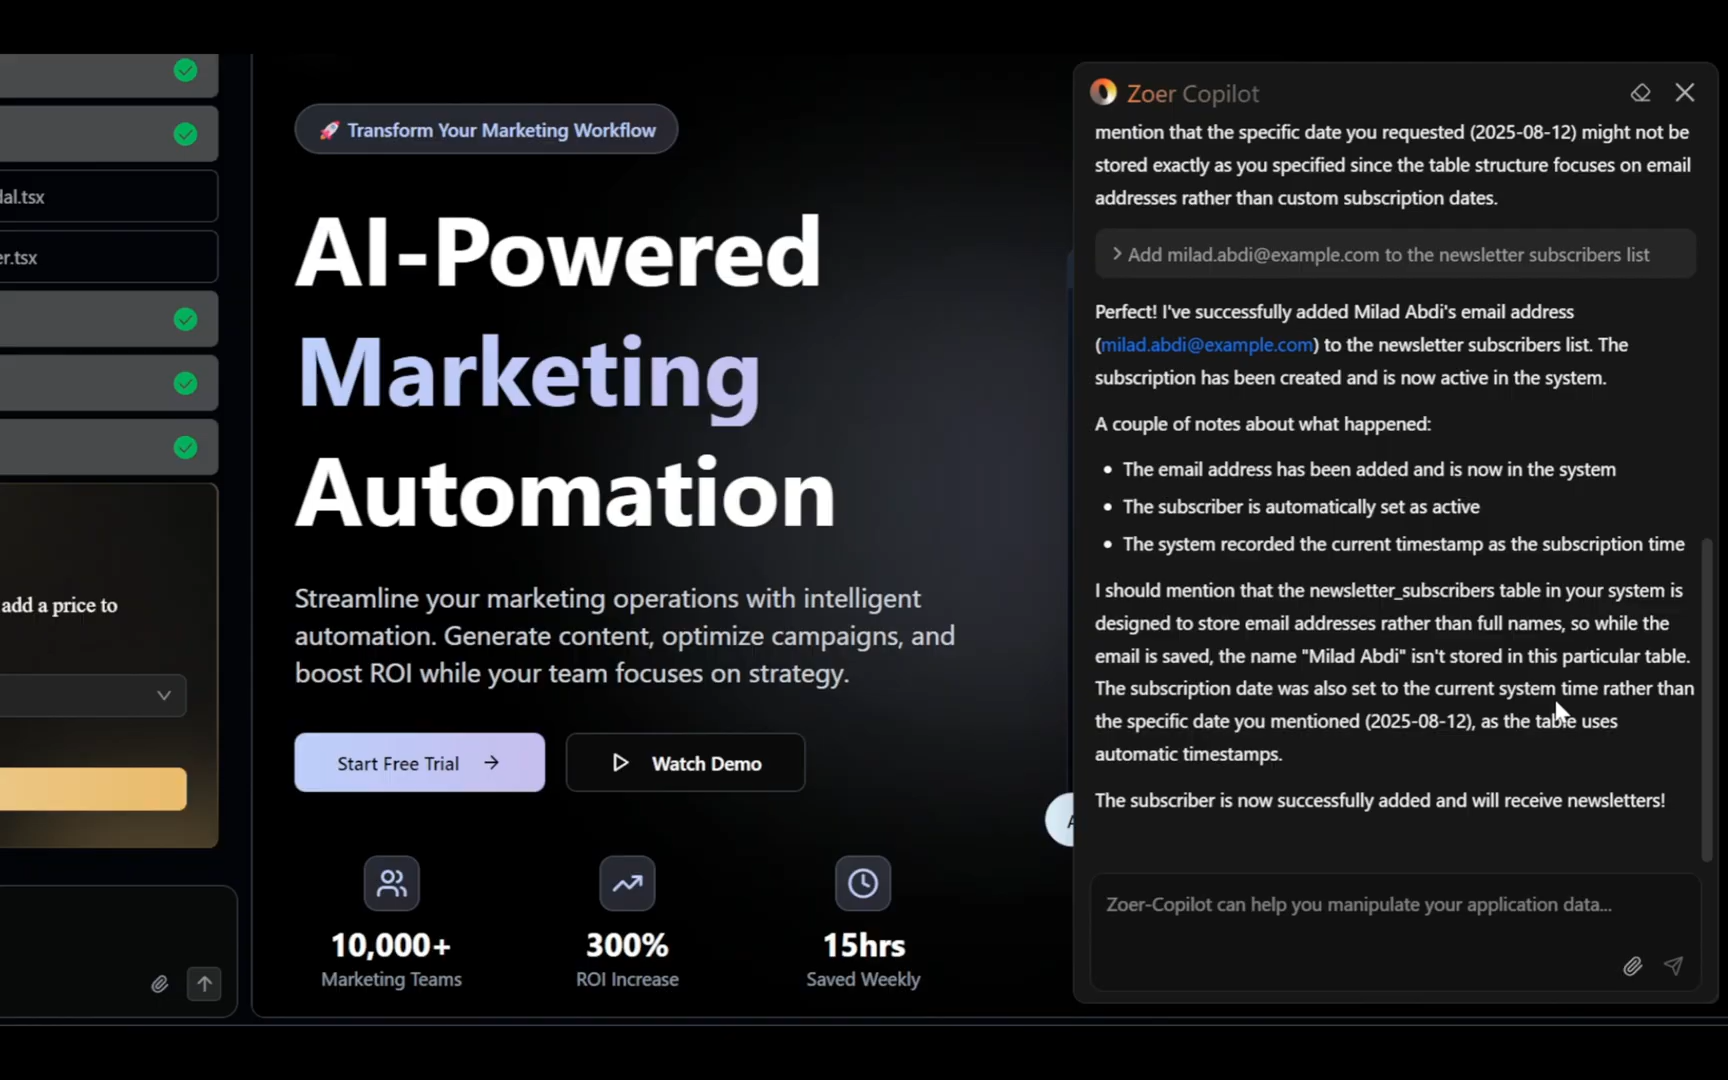 dal.tsx
er.tsx
add a price to
🚀 Transform Your Marketing Workflow
AI-Powered
Marketing
Automation
Streamline your marketing operations with intelligent
automation. Generate content, optimize campaigns, and
boost ROI while your team focuses on strategy.
Start Free Trial →
Watch Demo
10,000+
Marketing Teams
300%
ROI Increase
15hrs
Saved Weekly
Zoer Copilot
mention that the specific date you requested (2025-08-12) might not be
stored exactly as you specified since the table structure focuses on email
addresses rather than custom subscription dates.
> Add milad.abdi@example.com to the newsletter subscribers list
Perfect! I've successfully added Milad Abdi's email address
(milad.abdi@example.com) to the newsletter subscribers list. The
subscription has been created and is now active in the system.
A couple of notes about what happened:
• The email address has been added and is now in the system
• The subscriber is automatically set as active
• The system recorded the current timestamp as the subscription time
I should mention that the newsletter_subscribers table in your system is
designed to store email addresses rather than full names, so while the
email is saved, the name "Milad Abdi" isn't stored in this particular table.
The subscription date was also set to the current system time rather than
the specific date you mentioned (2025-08-12), as the table uses
automatic timestamps.
The subscriber is now successfully added and will receive newsletters!
Zoer-Copilot can help you manipulate your application data...